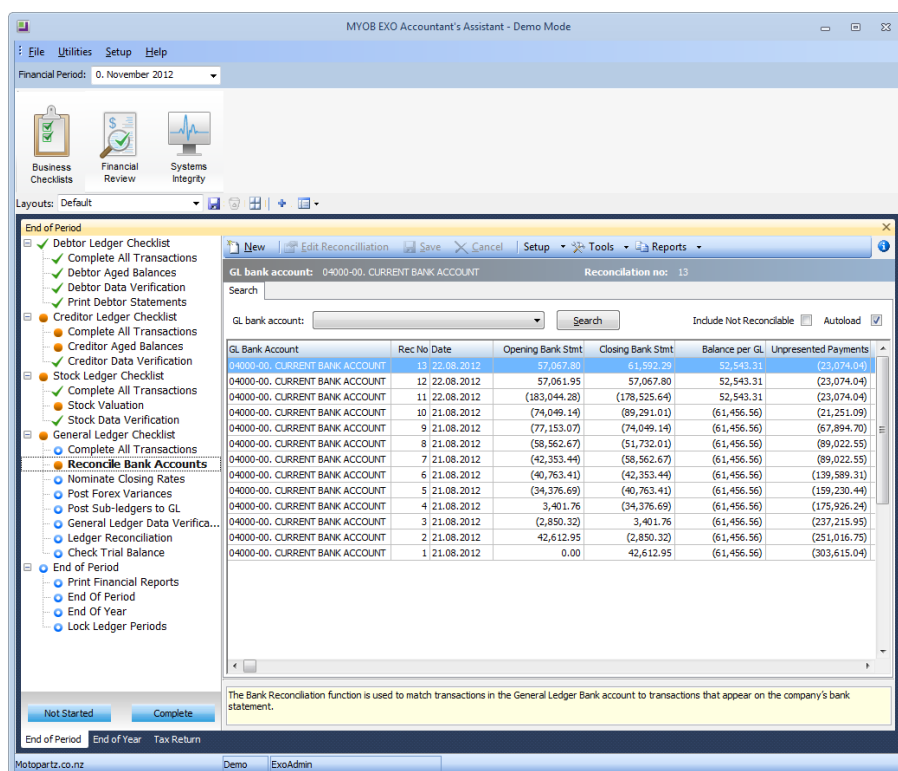 MYOB EXO Accountant's Assistant - Demo Mode
File Utilities Setup Help
Financial Period: 0. November 2012
Business Checklists
Financial Review
Systems Integrity
Layouts: Default
End of Period
Debtor Ledger Checklist
Complete All Transactions
Debtor Aged Balances
Debtor Data Verification
Print Debtor Statements
Creditor Ledger Checklist
Complete All Transactions
Creditor Aged Balances
Creditor Data Verification
Stock Ledger Checklist
Complete All Transactions
Stock Valuation
Stock Data Verification
General Ledger Checklist
Complete All Transactions
Reconcile Bank Accounts
Nominate Closing Rates
Post Forex Variances
Post Sub-ledgers to GL
General Ledger Data Verifica...
Ledger Reconciliation
Check Trial Balance
End of Period
Print Financial Reports
End Of Period
End Of Year
Lock Ledger Periods
Not Started Complete
End of Period End of Year Tax Return
New Edit Reconcilliation Save Cancel Setup Tools Reports
GL bank account: 04000-00. CURRENT BANK ACCOUNT Reconcilation no: 13
Search
GL bank account: Search Include Not Reconcilable Autoload
GL Bank Account Rec No Date Opening Bank Stmt Closing Bank Stmt Balance per GL Unpresented Payments
04000-00. CURRENT BANK ACCOUNT 13 22.08.2012 57,067.80 61,592.29 52,543.31 (23,074.04)
04000-00. CURRENT BANK ACCOUNT 12 22.08.2012 57,061.95 57,067.80 52,543.31 (23,074.04)
04000-00. CURRENT BANK ACCOUNT 11 22.08.2012 (183,044.28) (178,525.64) 52,543.31 (23,074.04)
04000-00. CURRENT BANK ACCOUNT 10 21.08.2012 (74,049.14) (89,291.01) (61,456.56) (21,251.09)
04000-00. CURRENT BANK ACCOUNT 9 21.08.2012 (77,153.07) (74,049.14) (61,456.56) (67,894.70)
04000-00. CURRENT BANK ACCOUNT 8 21.08.2012 (58,562.67) (51,732.01) (61,456.56) (89,022.55)
04000-00. CURRENT BANK ACCOUNT 7 21.08.2012 (42,353.44) (58,562.67) (61,456.56) (89,022.55)
04000-00. CURRENT BANK ACCOUNT 6 21.08.2012 (40,763.41) (42,353.44) (61,456.56) (139,589.31)
04000-00. CURRENT BANK ACCOUNT 5 21.08.2012 (34,376.69) (40,763.41) (61,456.56) (159,230.44)
04000-00. CURRENT BANK ACCOUNT 4 21.08.2012 3,401.76 (34,376.69) (61,456.56) (175,926.24)
04000-00. CURRENT BANK ACCOUNT 3 21.08.2012 (2,850.32) 3,401.76 (61,456.56) (237,215.95)
04000-00. CURRENT BANK ACCOUNT 2 21.08.2012 42,612.95 (2,850.32) (61,456.56) (251,016.75)
04000-00. CURRENT BANK ACCOUNT 1 21.08.2012 0.00 42,612.95 (61,456.56) (303,615.04)
The Bank Reconciliation function is used to match transactions in the General Ledger Bank account to transactions that appear on the company's bank
statement.
Motopartz.co.nz Demo ExoAdmin